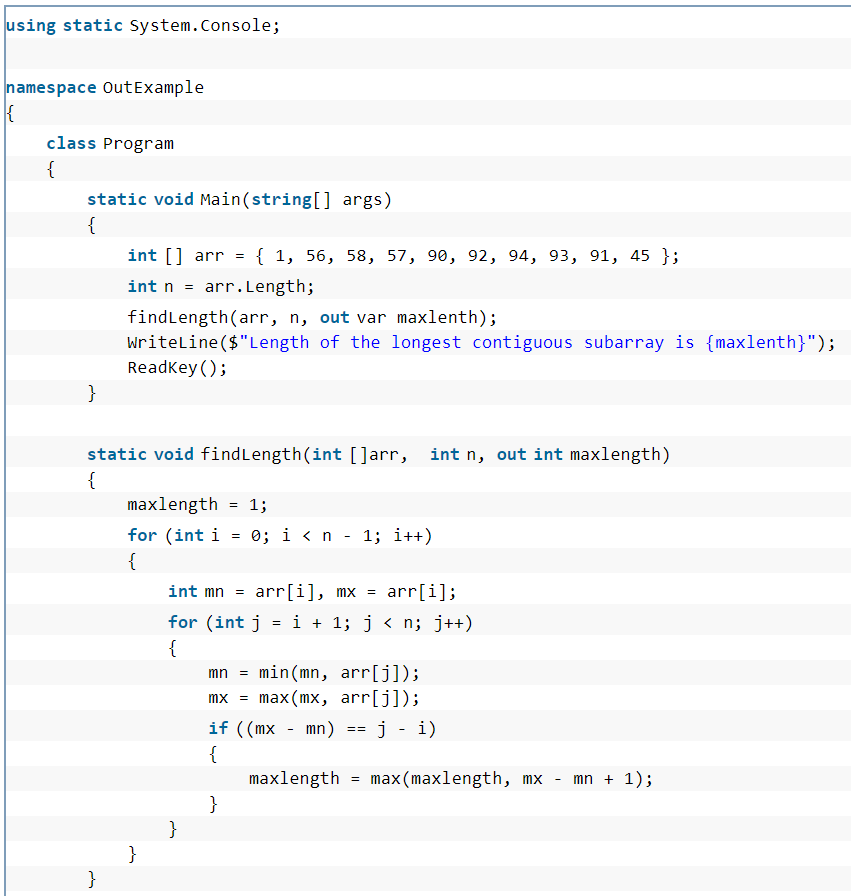 using static System.Console;
namespace OutExample
{
class Program
{
static void Main(string[] args)
{
int [] arr = { 1, 56, 58, 57, 90, 92, 94, 93, 91, 45 };
int n = arr.Length;
findLength(arr, n, out var maxlenth);
WriteLine($"Length of the longest contiguous subarray is {maxlenth}");
ReadKey();
}
static void findLength(int []arr,  int n, out int maxlength)
{
maxlength = 1;
for (int i = 0; i < n - 1; i++)
{
int mn = arr[i], mx = arr[i];
for (int j = i + 1; j < n; j++)
{
mn = min(mn, arr[j]);
mx = max(mx, arr[j]);
if ((mx - mn) == j - i)
{
maxlength = max(maxlength, mx - mn + 1);
}
}
}
}